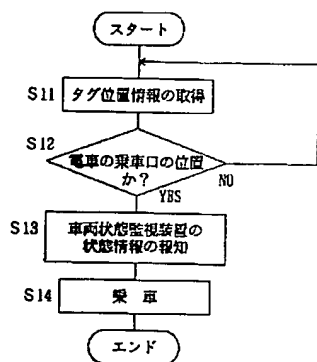 スタート
S11
タグ位置情報の取得
S12
電車の乗車口の位置
か?
NO
YES
S13
車両状態監視装置の
状態情報の報知
S14
乗 車
エンド